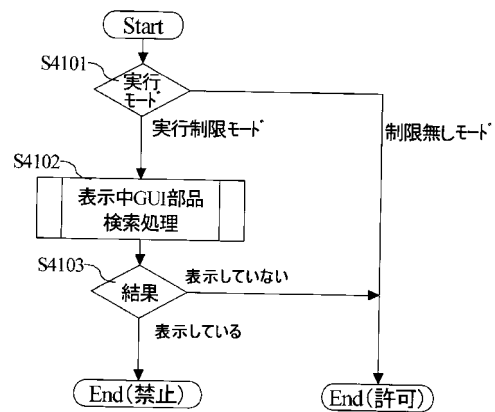 Start
S4101
実行
モード
実行制限モード
制限無しモード
S4102
表示中GUI部品
検索処理
S4103
結果
表示していない
表示している
End(禁止)
End(許可)